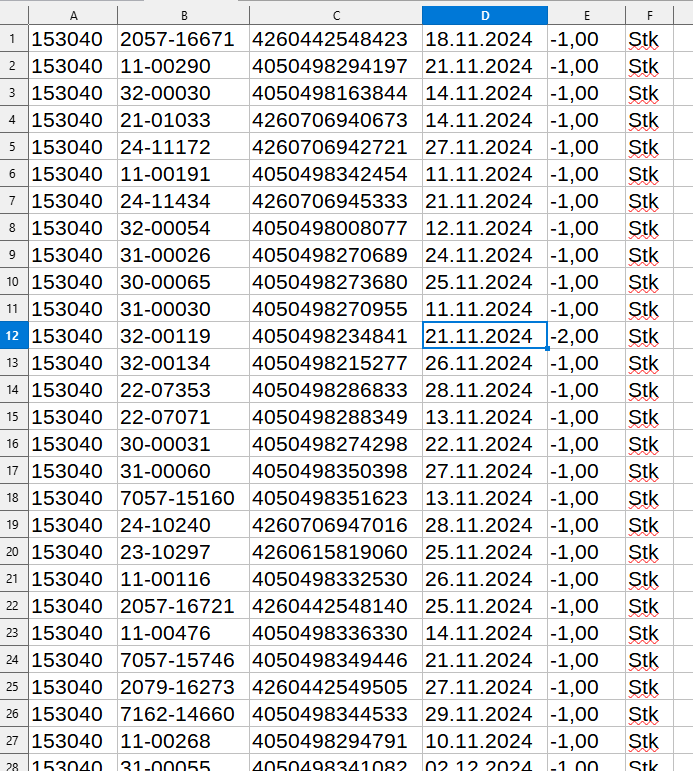 A B C D E F
1 153040 2057-16671 4260442548423 18.11.2024 -1,00 Stk
2 153040 11-00290 4050498294197 21.11.2024 -1,00 Stk
3 153040 32-00030 4050498163844 14.11.2024 -1,00 Stk
4 153040 21-01033 4260706940673 14.11.2024 -1,00 Stk
5 153040 24-11172 4260706942721 27.11.2024 -1,00 Stk
6 153040 11-00191 4050498342454 11.11.2024 -1,00 Stk
7 153040 24-11434 4260706945333 21.11.2024 -1,00 Stk
8 153040 32-00054 4050498008077 12.11.2024 -1,00 Stk
9 153040 31-00026 4050498270689 24.11.2024 -1,00 Stk
10 153040 30-00065 4050498273680 25.11.2024 -1,00 Stk
11 153040 31-00030 4050498270955 11.11.2024 -1,00 Stk
12 153040 32-00119 4050498234841 21.11.2024 -2,00 Stk
13 153040 32-00134 4050498215277 26.11.2024 -1,00 Stk
14 153040 22-07353 4050498286833 28.11.2024 -1,00 Stk
15 153040 22-07071 4050498288349 13.11.2024 -1,00 Stk
16 153040 30-00031 4050498274298 22.11.2024 -1,00 Stk
17 153040 31-00060 4050498350398 27.11.2024 -1,00 Stk
18 153040 7057-15160 4050498351623 13.11.2024 -1,00 Stk
19 153040 24-10240 4260706947016 28.11.2024 -1,00 Stk
20 153040 23-10297 4260615819060 25.11.2024 -1,00 Stk
21 153040 11-00116 4050498332530 26.11.2024 -1,00 Stk
22 153040 2057-16721 4260442548140 25.11.2024 -1,00 Stk
23 153040 11-00476 4050498336330 14.11.2024 -1,00 Stk
24 153040 7057-15746 4050498349446 21.11.2024 -1,00 Stk
25 153040 2079-16273 4260442549505 27.11.2024 -1,00 Stk
26 153040 7162-14660 4050498344533 29.11.2024 -1,00 Stk
27 153040 11-00268 4050498294791 10.11.2024 -1,00 Stk
28 153040 31-00055 4050498341082 02.12.2024 -1,00 Stk